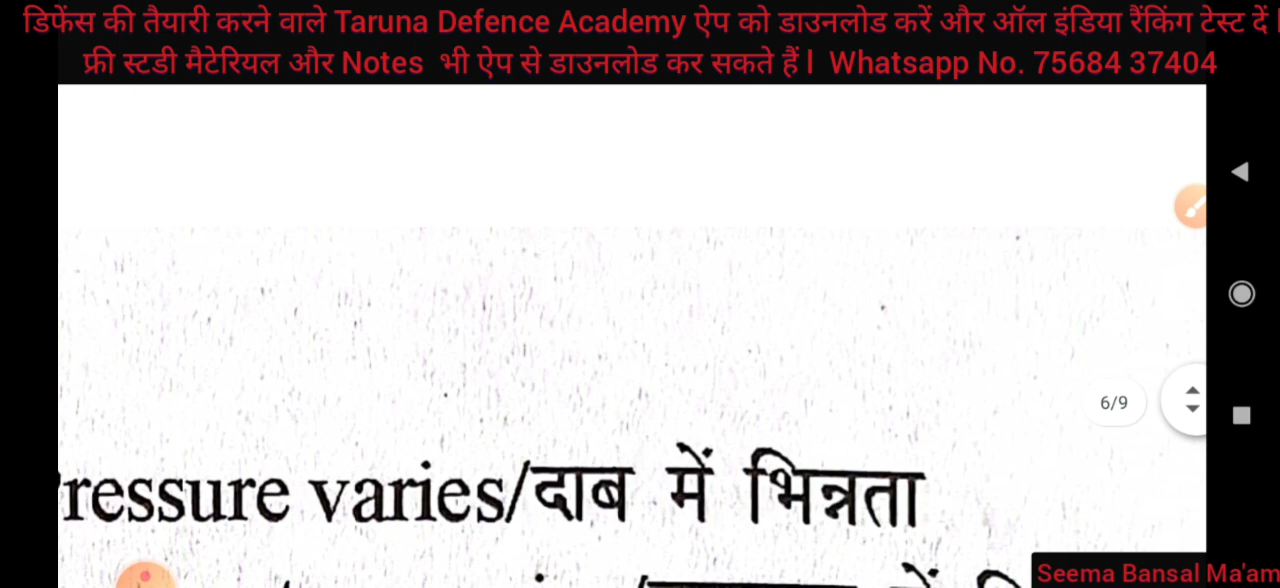 डिफेंस की तैयारी करने वाले Taruna Defence Academy ऐप को डाउनलोड करें और ऑल इंडिया रैंकिंग टेस्ट दें l
फ्री स्टडी मैटेरियल और Notes भी ऐप से डाउनलोड कर सकते हैं l Whatsapp No. 75684 37404
6/9
Pressure varies/दाब में भिन्नता
Seema Bansal Ma'am